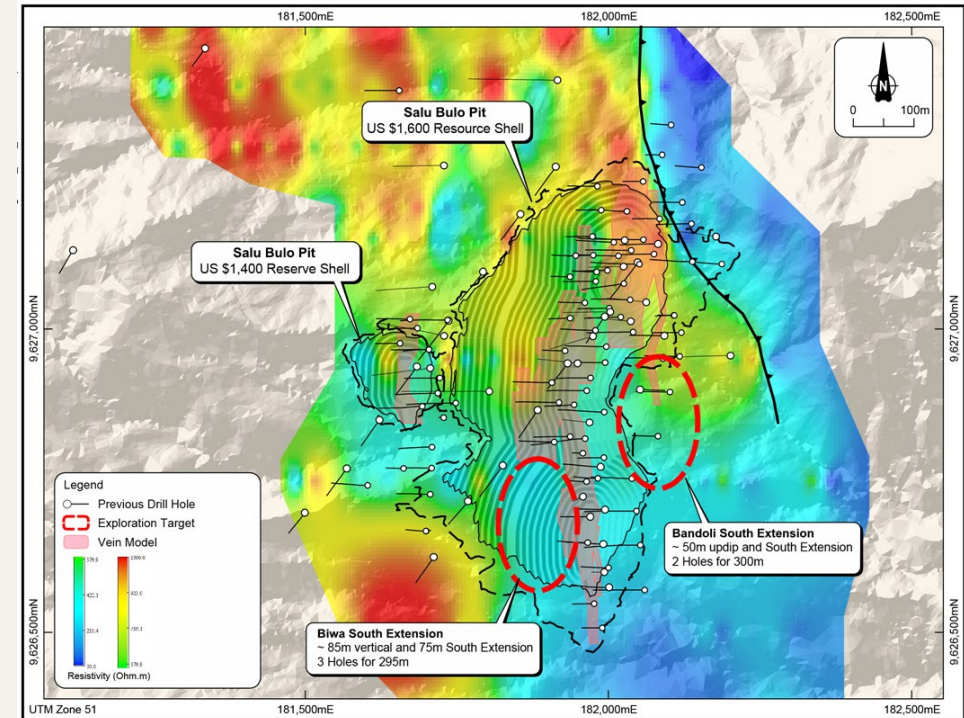 181,500mE
182,000mE
182,500mE
N
0 100m
Salu Bulo Pit
US $1,600 Resource Shell
Salu Bulo Pit
US $1,400 Reserve Shell
9,627,000mN
9,627,000mN
Legend
Previous Drill Hole
Exploration Target
Vein Model
Resistivity (Ohm.m)
Bandoli South Extension
~ 50m updip and South Extension
2 Holes for 300m
Biwa South Extension
~ 85m vertical and 75m South Extension
3 Holes for 295m
9,626,500mN
9,626,500mN
UTM Zone 51
181,500mE
182,000mE
182,500mE